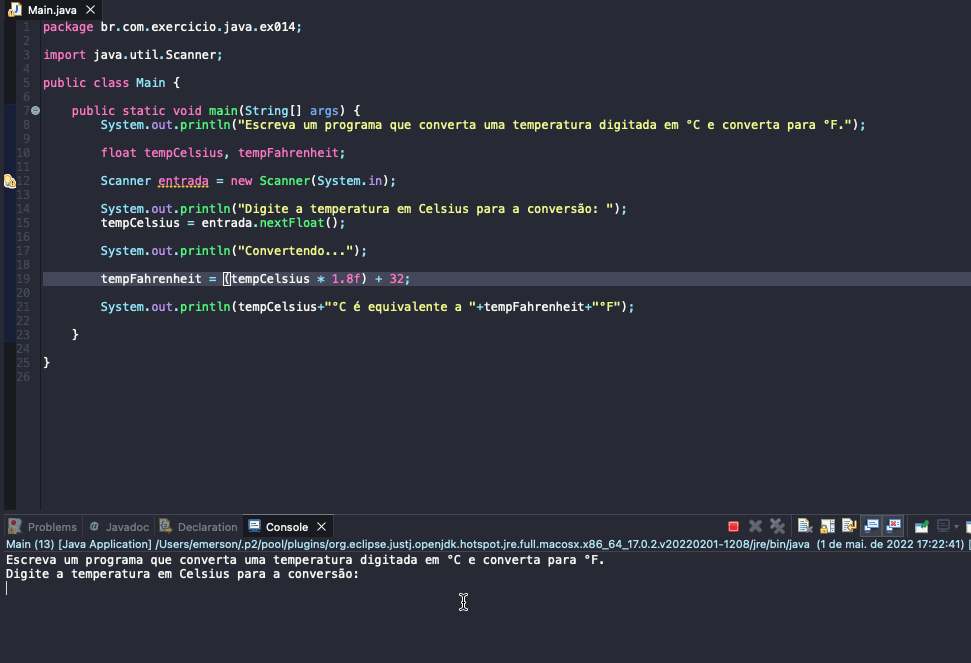 Main.java
1 package br.com.exercicio.java.ex014;
2
3 import java.util.Scanner;
4
5 public class Main {
6
7 public static void main(String[] args) {
8 System.out.println("Escreva um programa que converta uma temperatura digitada em °C e converta para °F.");
9
10 float tempCelsius, tempFahrenheit;
11
12 Scanner entrada = new Scanner(System.in);
13
14 System.out.println("Digite a temperatura em Celsius para a conversão: ");
15 tempCelsius = entrada.nextFloat();
16
17 System.out.println("Convertendo...");
18
19 tempFahrenheit = (tempCelsius * 1.8f) + 32;
20
21 System.out.println(tempCelsius+"°C é equivalente a "+tempFahrenheit+"°F");
22
23 }
24
25 }
26
Problems @ Javadoc Declaration Console
Main (13) [Java Application] /Users/emerson/.p2/pool/plugins/org.eclipse.justj.openjdk.hotspot.jre.full.macosx.x86_64_17.0.2.v20220201-1208/jre/bin/java (1 de mai. de 2022 17:22:41) [
Escreva um programa que converta uma temperatura digitada em °C e converta para °F.
Digite a temperatura em Celsius para a conversão: